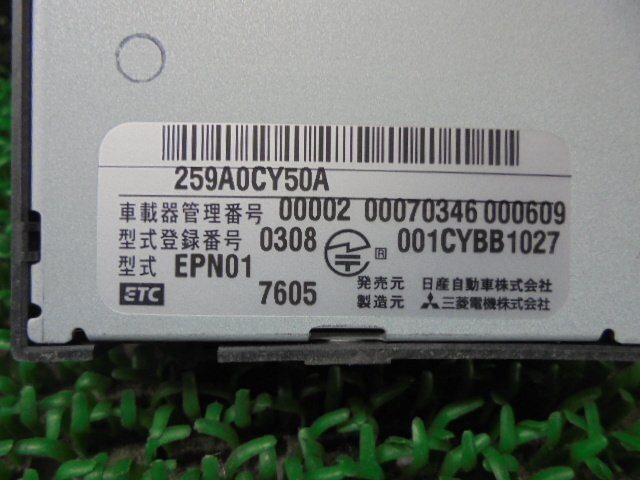 259A0CY50A
車載器管理番号 00002 00070346 000609
型式登録番号 0308 R 001CYBB1027
型式 EPN01
ETC 7605
発売元 日産自動車株式会社
製造元 三菱電機株式会社